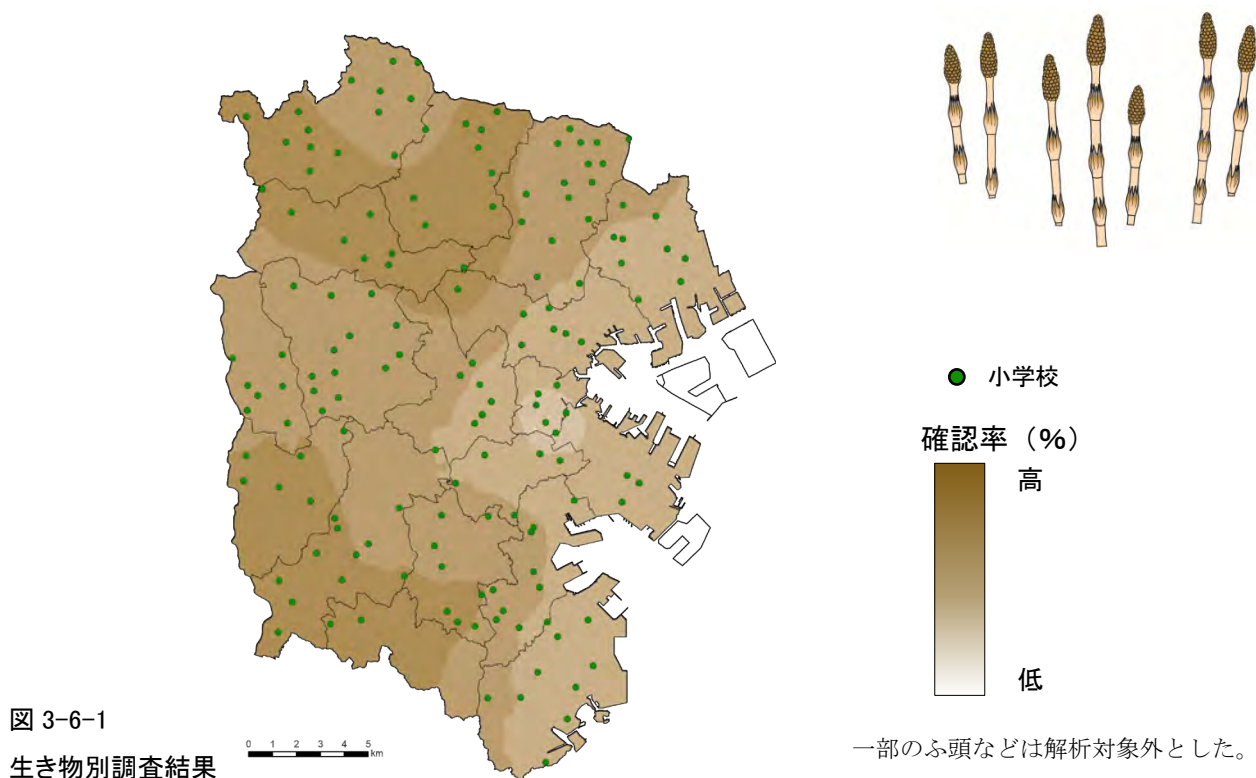 小学校
確認率（％）
高
低
図 3-6-1
生き物別調査結果
0 1 2 3 4 5
km
一部のふ頭などは解析対象外とした。